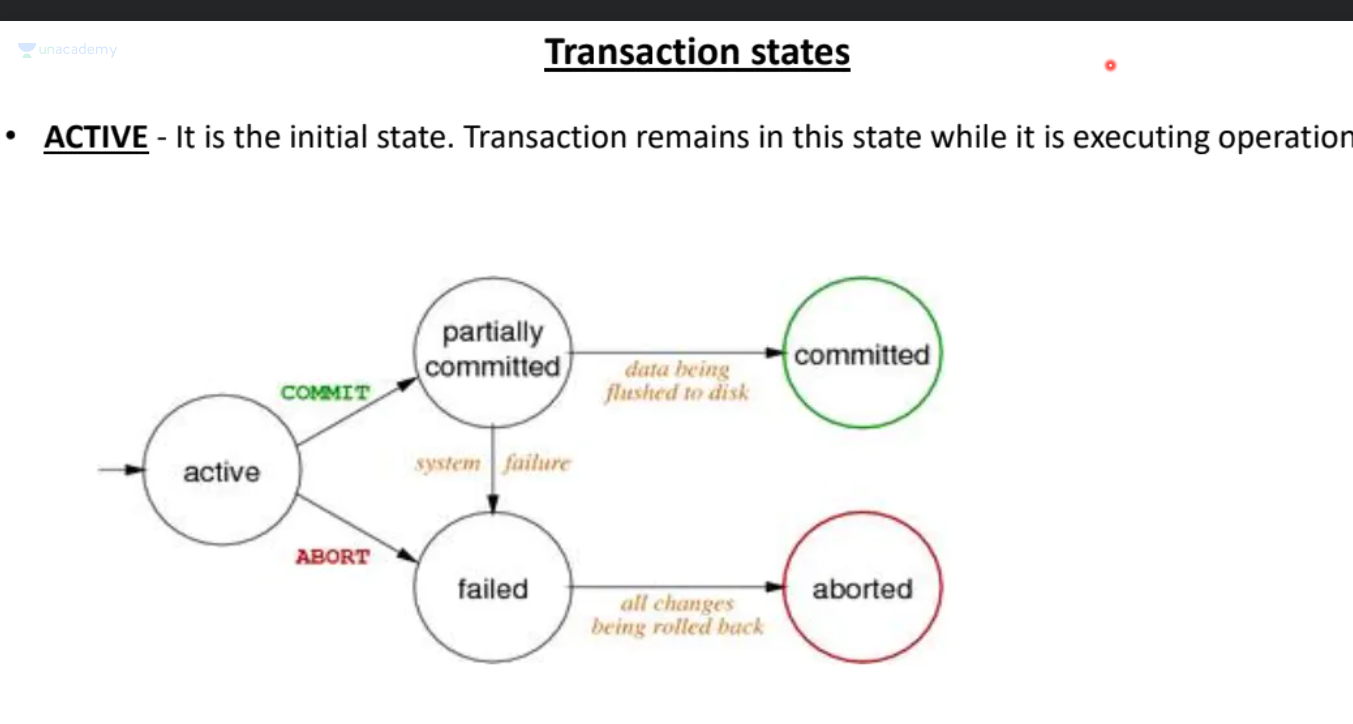 unacademy
Transaction states
• ACTIVE - It is the initial state. Transaction remains in this state while it is executing operation
partially
committed
committed
data being
flushed to disk
COMMIT
active
system failure
ABORT
failed
aborted
all changes
being rolled back